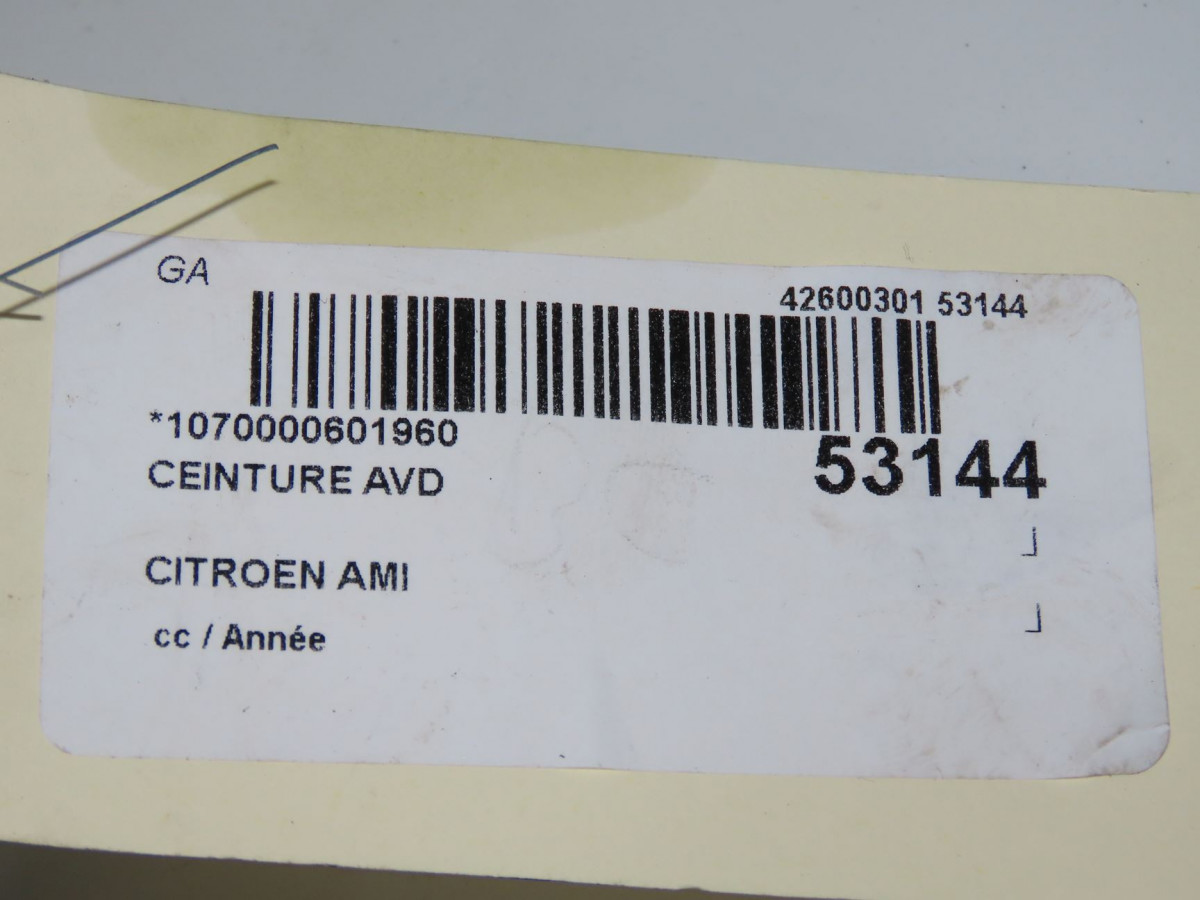 GA
42600301 53144
*1070000601960
53144
CEINTURE AVD
CITROEN AMI
cc / Année